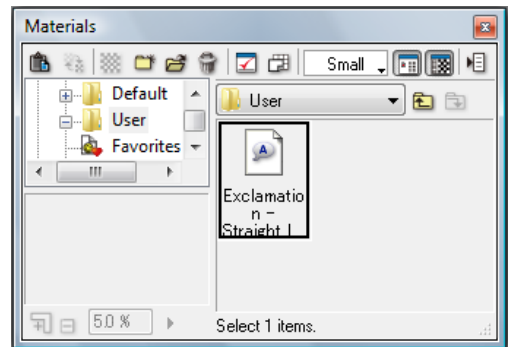 Materials
Small
Default
User
Favorites
User
A
Exclamatio
n -
Straight l
5.0 %
Select 1 items.